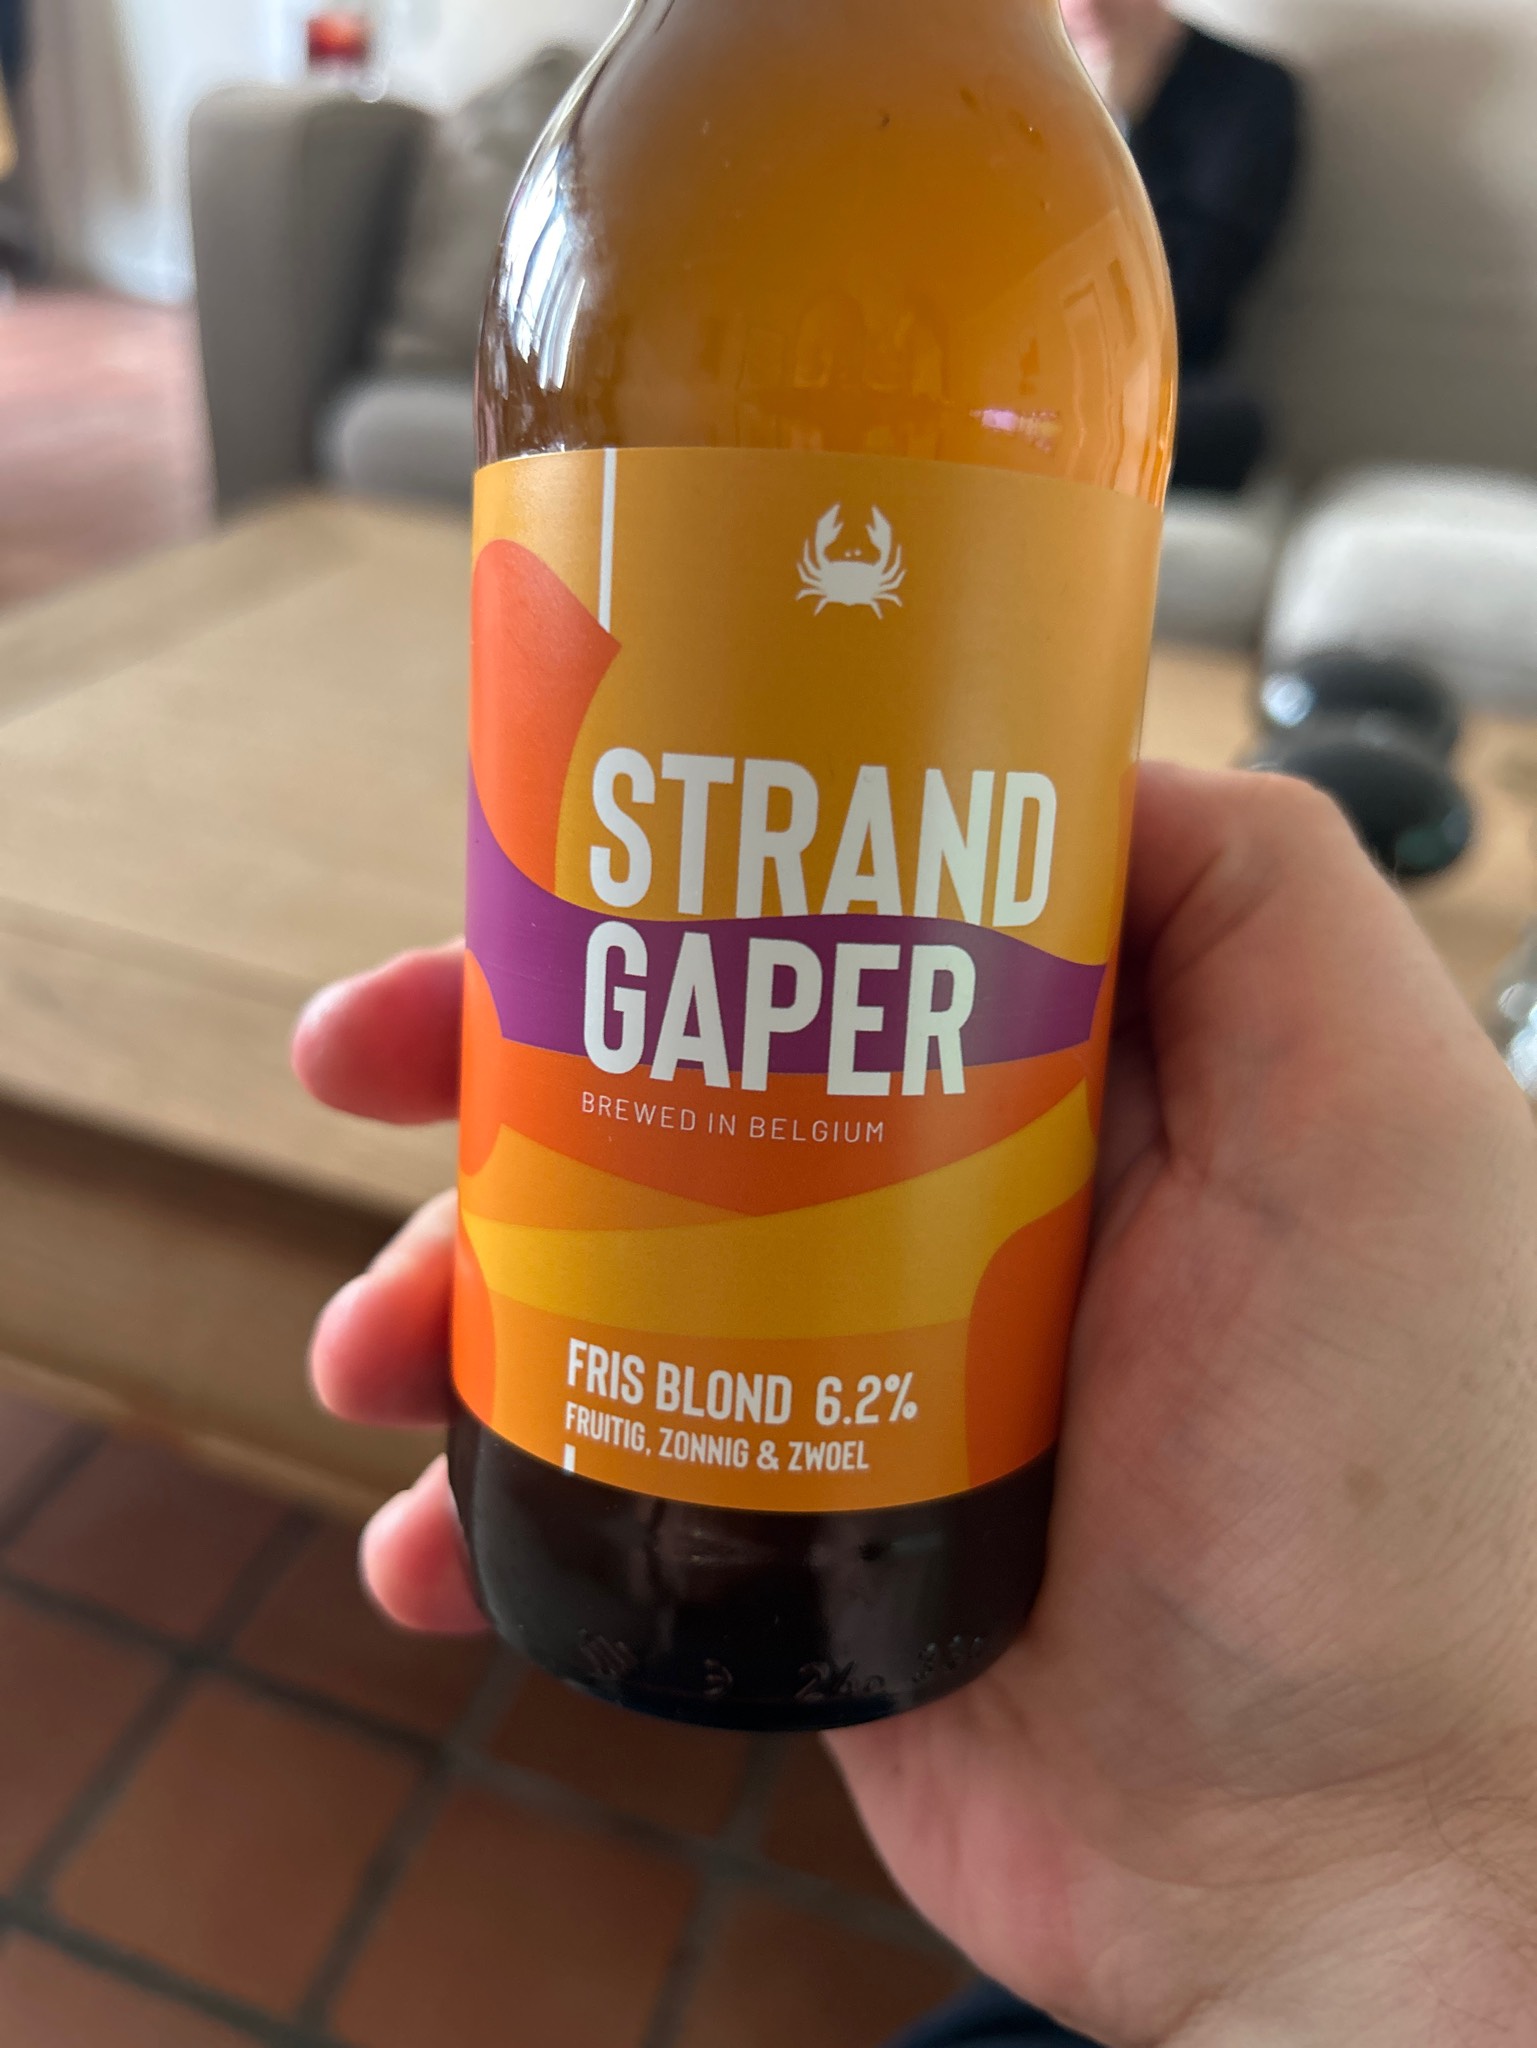 STRAND
GAPER
BREWED IN BELGIUM
FRIS BLOND 6.2%
FRUITIG, ZONNIG & ZWOEL